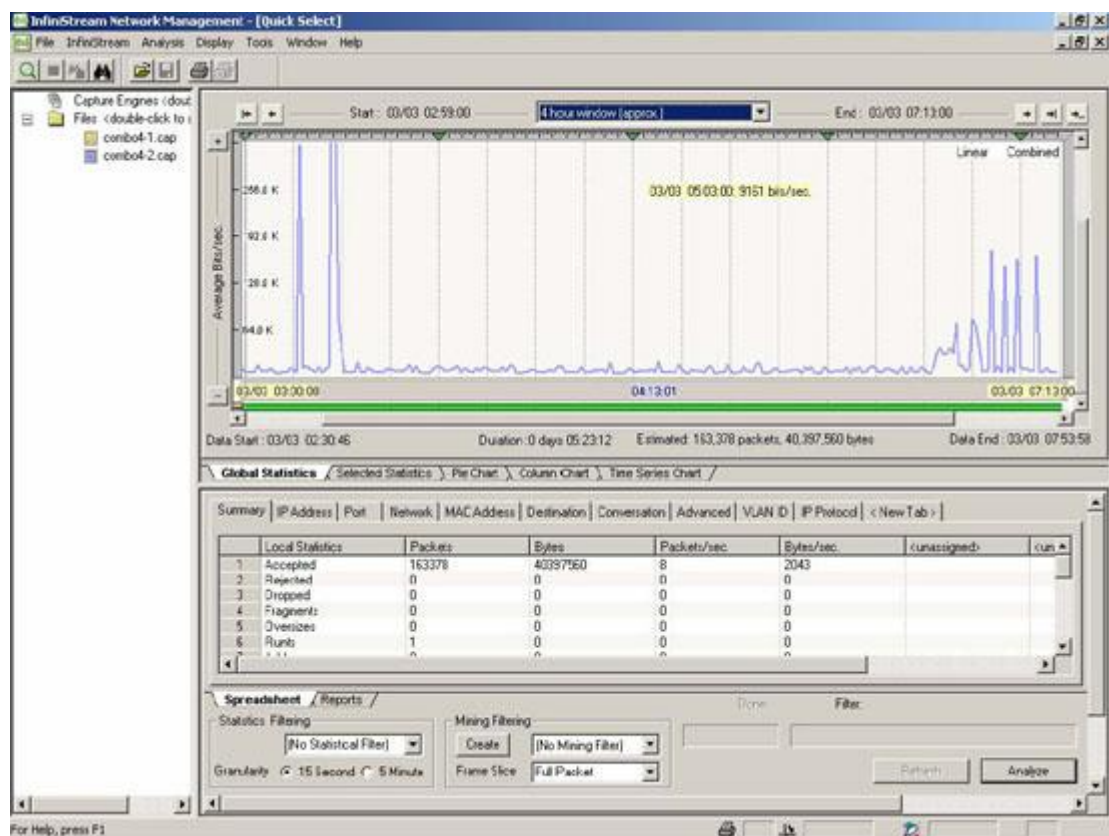 InfiniStream Network Management - [Quick Select]
File InfiniStream Analysis Display Tools Window Help
Capture Engines <dout
Files <double-click to
combo4-1.cap
combo4-2.cap
Start : 03/03 02:59:00
4 hour window (approx.)
End : 03/03 07:13:00
Linear Combined
03/03 05:03:00: 9161 bits/sec.
Average Bits/sec.
64.0 K
03/03 03:00:00
04:13:01
03/03 07:13:00
Data Start : 03/03 02:30:46
Duration : 0 days 05:23:12
Estimated: 163,378 packets, 40,397,560 bytes
Data End : 03/03 07:53:58
Global Statistics Selected Statistics Pie Chart Column Chart Time Series Chart
Summary IP Address Port Network MAC Address Destination Conversation Advanced VLAN ID IP Protocol < New Tab >
Local Statistics Packets Bytes Packets/sec. Bytes/sec. <unassigned> <un
1 Accepted 163378 40397560 8 2043
2 Rejected 0 0 0 0
3 Dropped 0 0 0 0
4 Fragments 0 0 0 0
5 Oversizes 0 0 0 0
6 Runts 1 0 0 0
Spreadsheet Reports
Done Filter:
Statistics Filtering
(No Statistical Filter)
Granularity 15 Second 5 Minute
Mining Filtering
Create (No Mining Filter)
Frame Slice Full Packet
Refresh Analyze
For Help, press F1